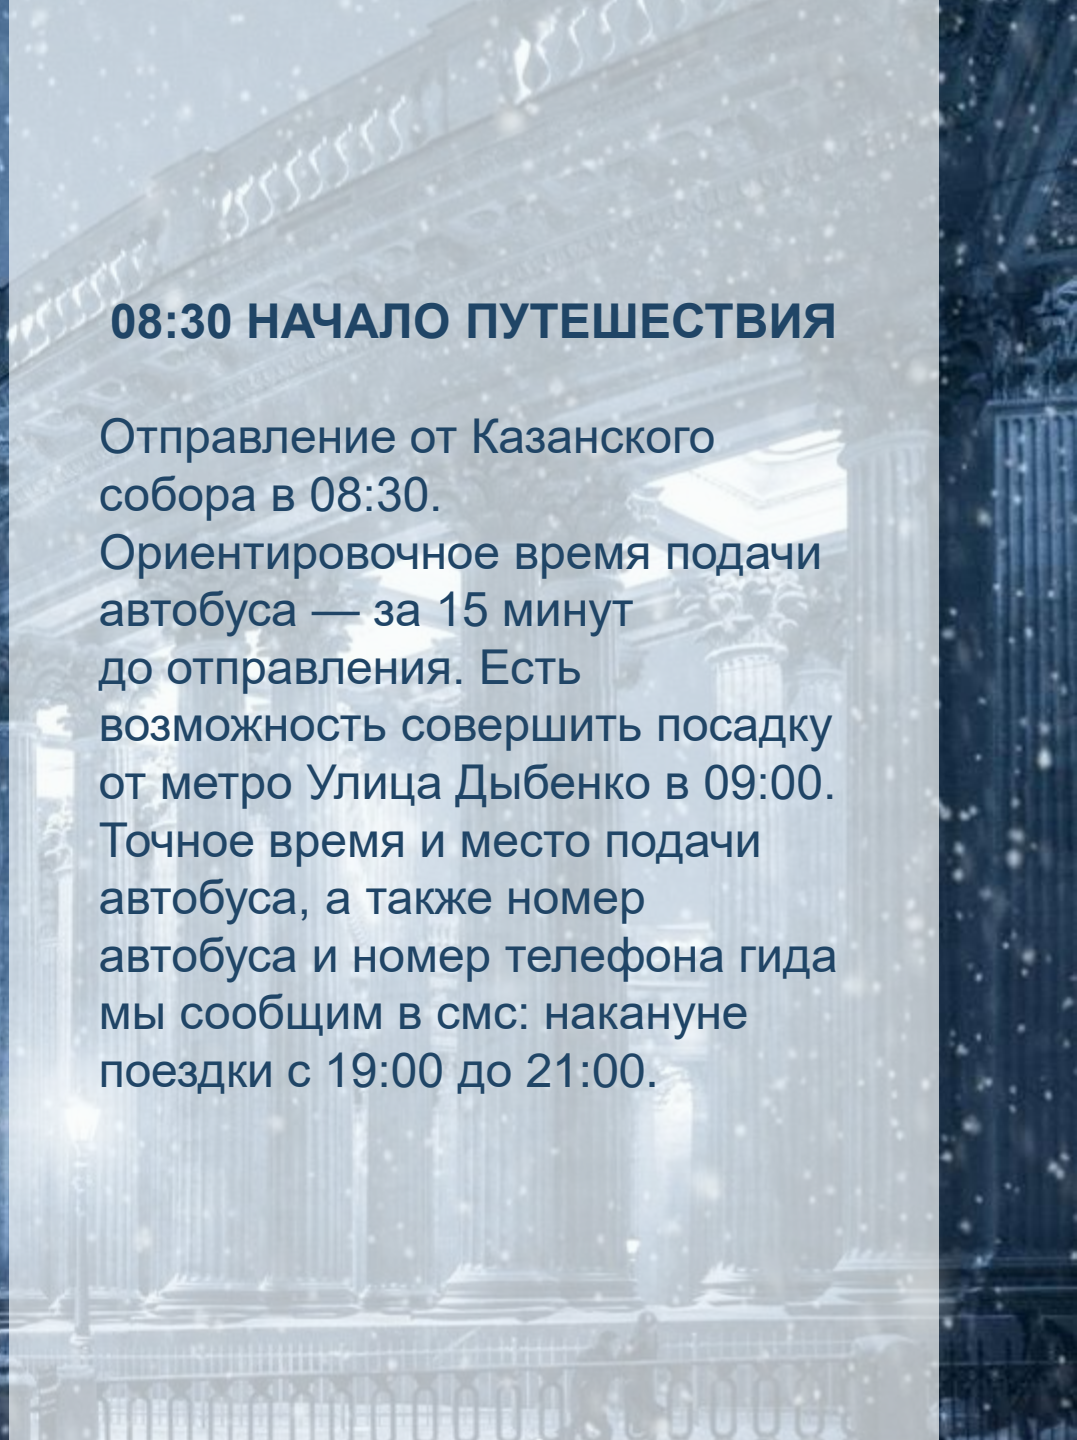 08:30 НАЧАЛО ПУТЕШЕСТВИЯ
Отправление от Казанского
собора в 08:30.
Ориентировочное время подачи
автобуса — за 15 минут
до отправления. Есть
возможность совершить посадку
от метро Улица Дыбенко в 09:00.
Точное время и место подачи
автобуса, а также номер
автобуса и номер телефона гида
мы сообщим в смс: накануне
поездки с 19:00 до 21:00.